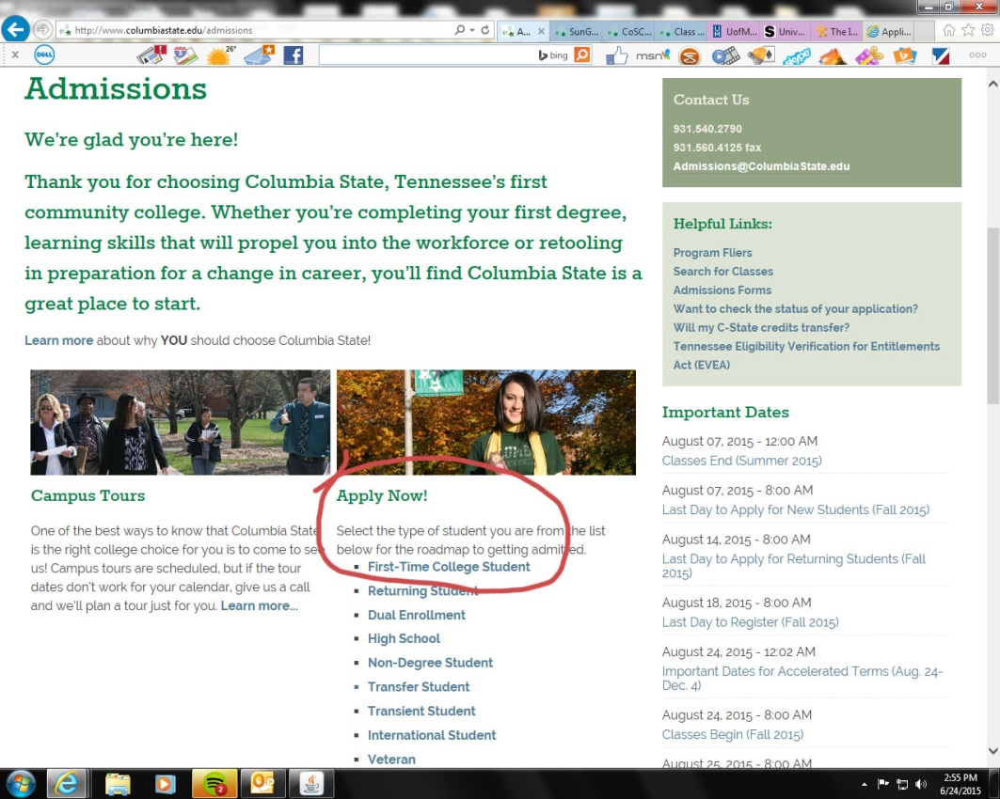 http://www.columbiastate.edu/admissions
A...
SunG...
CoSC...
Class ...
UofM...
Univ...
The I...
Appli...
DELL
26°
bing
msn
skype
Admissions
We're glad you're here!
Thank you for choosing Columbia State, Tennessee's first
community college. Whether you're completing your first degree,
learning skills that will propel you into the workforce or retooling
in preparation for a change in career, you'll find Columbia State is a
great place to start.
Learn more about why YOU should choose Columbia State!
Campus Tours
One of the best ways to know that Columbia State
is the right college choice for you is to come to see
us! Campus tours are scheduled, but if the tour
dates don't work for your calendar, give us a call
and we'll plan a tour just for you. Learn more...
Apply Now!
Select the type of student you are from the list
below for the roadmap to getting admitted.
First-Time College Student
Returning Student
Dual Enrollment
High School
Non-Degree Student
Transfer Student
Transient Student
International Student
Veteran
Contact Us
931.540.2790
931.560.4125 fax
Admissions@ColumbiaState.edu
Helpful Links:
Program Fliers
Search for Classes
Admissions Forms
Want to check the status of your application?
Will my C-State credits transfer?
Tennessee Eligibility Verification for Entitlements
Act (EVEA)
Important Dates
August 07, 2015 - 12:00 AM
Classes End (Summer 2015)
August 07, 2015 - 8:00 AM
Last Day to Apply for New Students (Fall 2015)
August 14, 2015 - 8:00 AM
Last Day to Apply for Returning Students (Fall
2015)
August 18, 2015 - 8:00 AM
Last Day to Register (Fall 2015)
August 24, 2015 - 12:02 AM
Important Dates for Accelerated Terms (Aug. 24-
Dec. 4)
August 24, 2015 - 8:00 AM
Classes Begin (Fall 2015)
August 25, 2015 - 8:00 AM
2:55 PM
6/24/2015